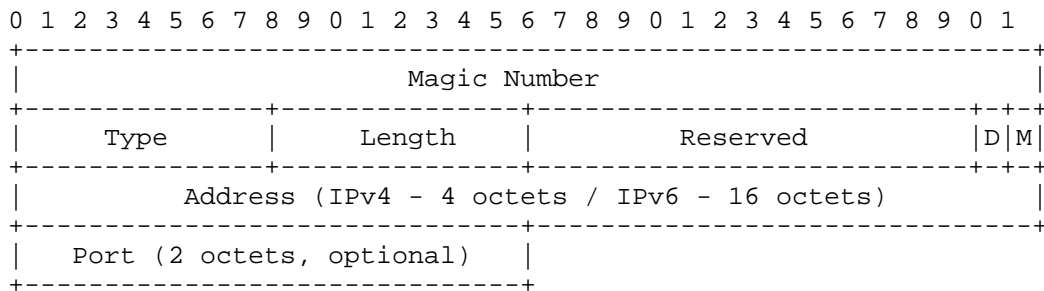 0 1 2 3 4 5 6 7 8 9 0 1 2 3 4 5 6 7 8 9 0 1 2 3 4 5 6 7 8 9 0 1
+---------------------------------------------------------------+
|                        Magic Number                           |
+---------------+---------------+---------------------------+-+-+
|     Type      |     Length    |         Reserved          |D|M|
+---------------+---------------+---------------------------+-+-+
|          Address (IPv4 - 4 octets / IPv6 - 16 octets)         |
+-------------------------------+-------------------------------+
|   Port (2 octets, optional)   |
+-------------------------------+